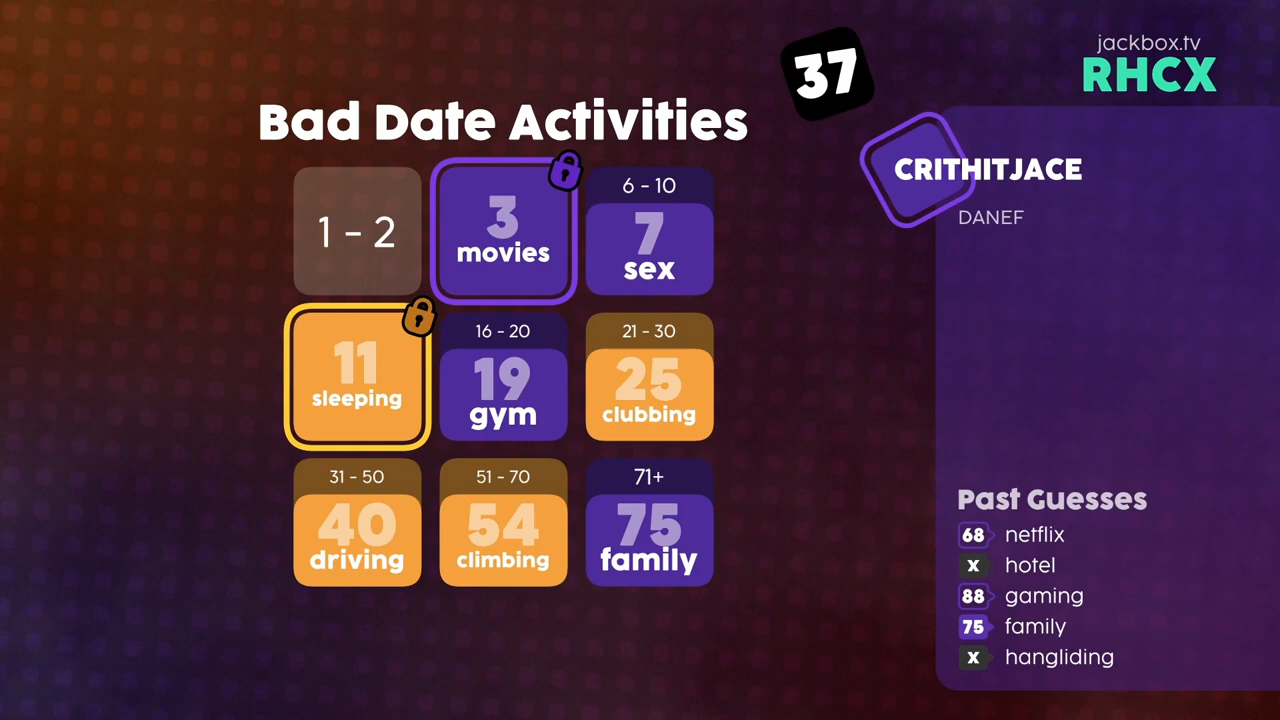 37
jackbox.tv
RHCX
Bad Date Activities
CRITHITJACE
DANEF
1 - 2
3
movies
6 - 10
7
sex
11
sleeping
16 - 20
19
gym
21 - 30
25
clubbing
31 - 50
40
driving
51 - 70
54
climbing
71+
75
family
Past Guesses
68 netflix
X hotel
88 gaming
75 family
X hangliding